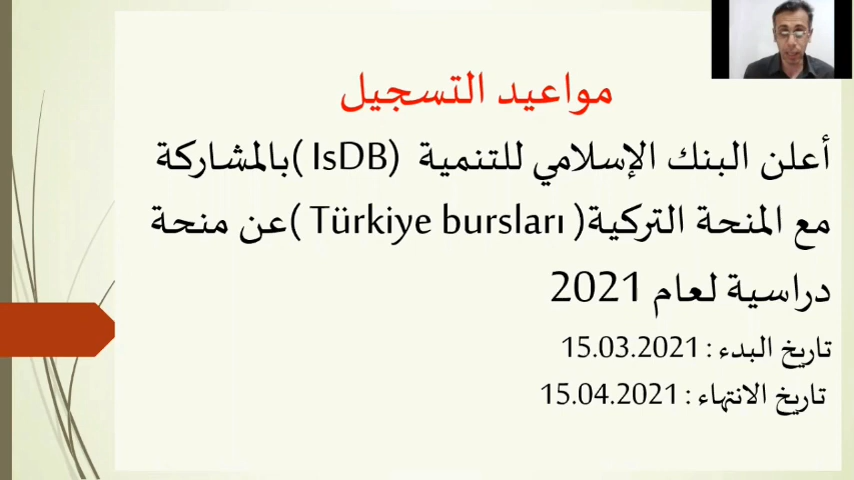 مواعيد التسجيل
أعلن البنك الإسلامي للتنمية (IsDB) بالمشاركة
مع المنحة التركية( Türkiye bursları) عن منحة
دراسية لعام 2021
تاريخ البدء : 15.03.2021
تاريخ الانتهاء : 15.04.2021